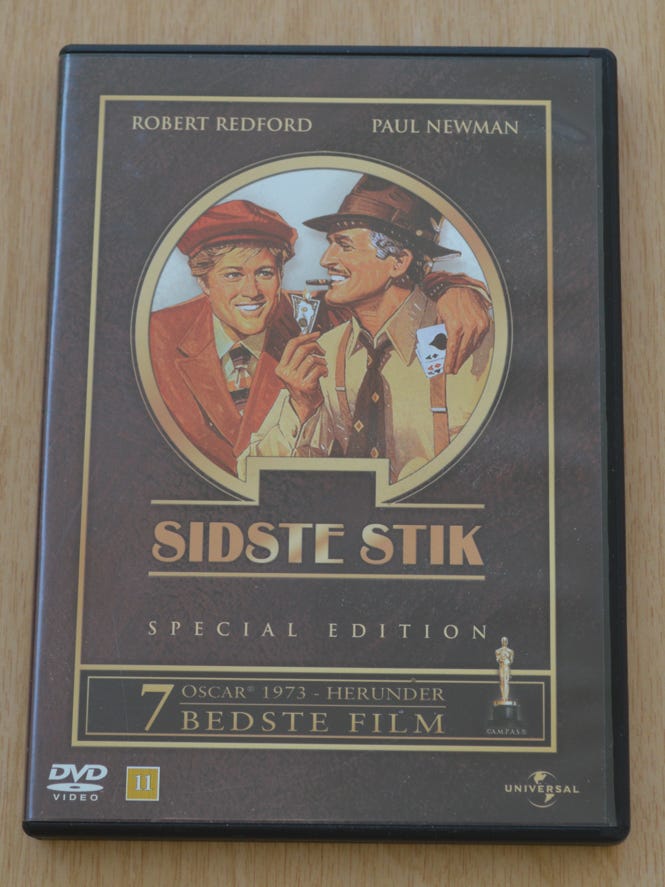 ROBERT REDFORD PAUL NEWMAN
SIDSTE STIK
SPECIAL EDITION
7 OSCAR® 1973 - HERUNDER
BEDSTE FILM
©A.M.P.A.S.®
DVD
VIDEO
11
UNIVERSAL